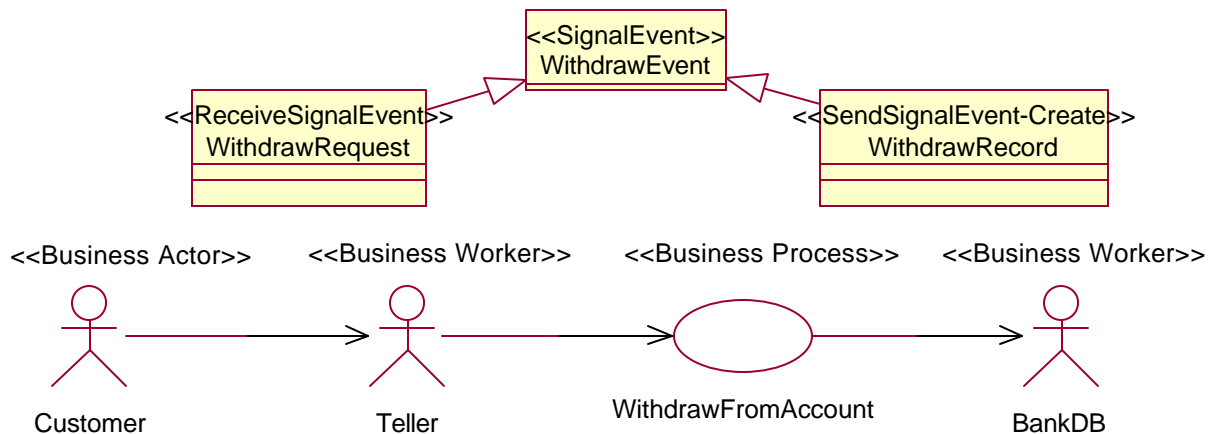 <<SignalEvent>>
WithdrawEvent
<<ReceiveSignalEvent>>
WithdrawRequest
<<SendSignalEvent-Create>>
WithdrawRecord
<<Business Actor>>
<<Business Worker>>
<<Business Process>>
<<Business Worker>>
Customer
Teller
WithdrawFromAccount
BankDB